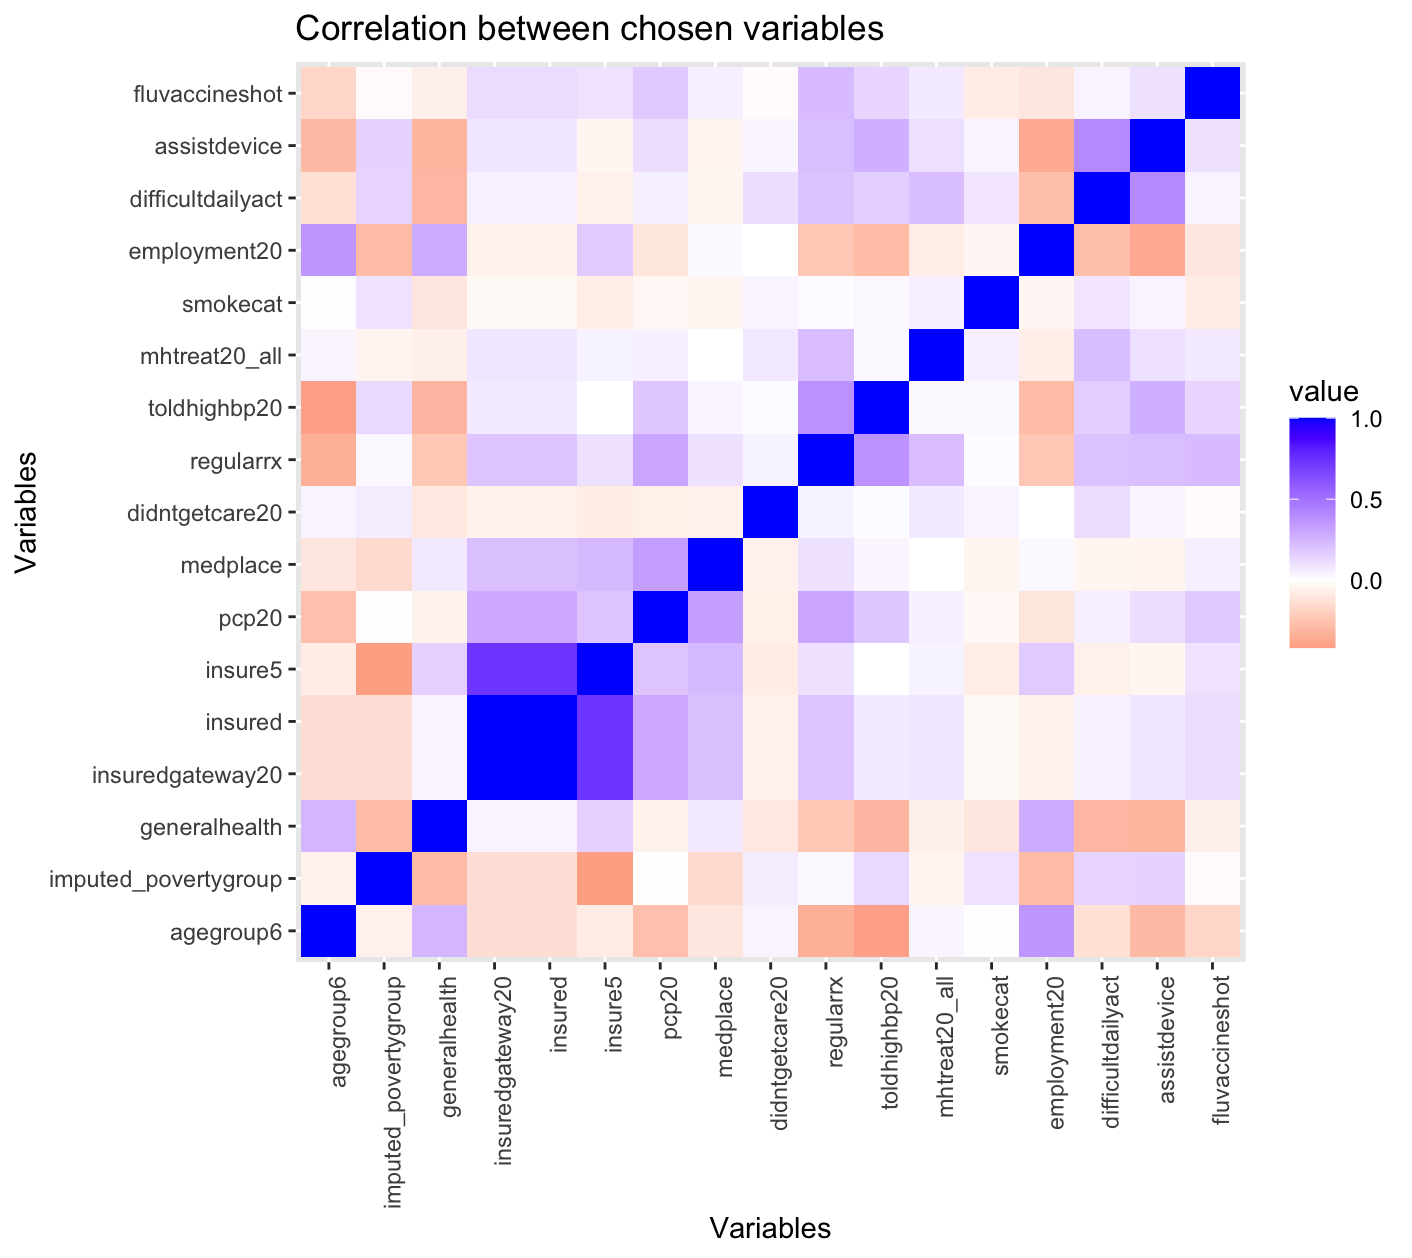 Correlation between chosen variables
fluvaccineshot
assistdevice
difficultdailyact
employment20
smokecat
mhtreat20_all
toldhighbp20
regularrx
didntgetcare20
medplace
pcp20
insure5
insured
insuredgateway20
generalhealth
imputed_povertygroup
agegroup6
Variables
agegroup6
imputed_povertygroup
generalhealth
insuredgateway20
insured
insure5
pcp20
medplace
didntgetcare20
regularrx
toldhighbp20
mhtreat20_all
smokecat
employment20
difficultdailyact
assistdevice
fluvaccineshot
Variables
value
1.0
0.5
0.0